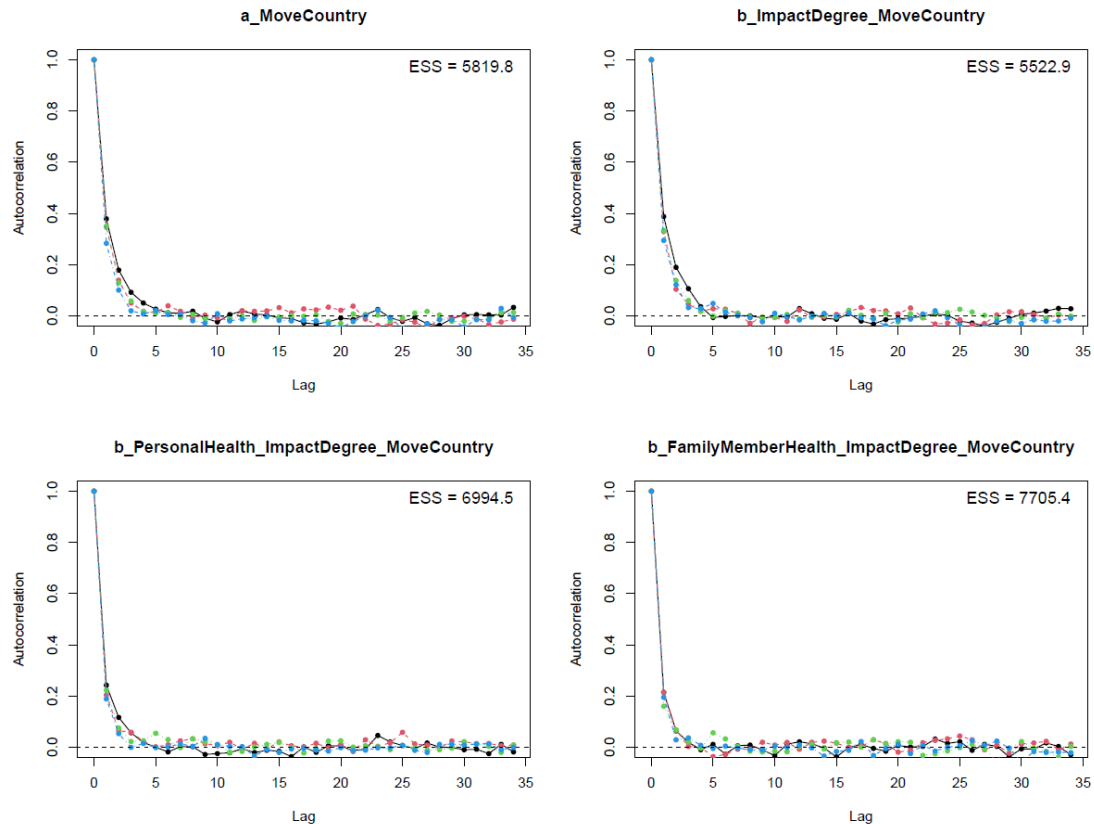 a_MoveCountry
ESS = 5819.8
1.0
0.8
0.6
0.4
0.2
0.0
Autocorrelation
0 5 10 15 20 25 30 35
Lag
b_ImpactDegree_MoveCountry
ESS = 5522.9
1.0
0.8
0.6
0.4
0.2
0.0
Autocorrelation
0 5 10 15 20 25 30 35
Lag
b_PersonalHealth_ImpactDegree_MoveCountry
ESS = 6994.5
1.0
0.8
0.6
0.4
0.2
0.0
Autocorrelation
0 5 10 15 20 25 30 35
Lag
b_FamilyMemberHealth_ImpactDegree_MoveCountry
ESS = 7705.4
1.0
0.8
0.6
0.4
0.2
0.0
Autocorrelation
0 5 10 15 20 25 30 35
Lag